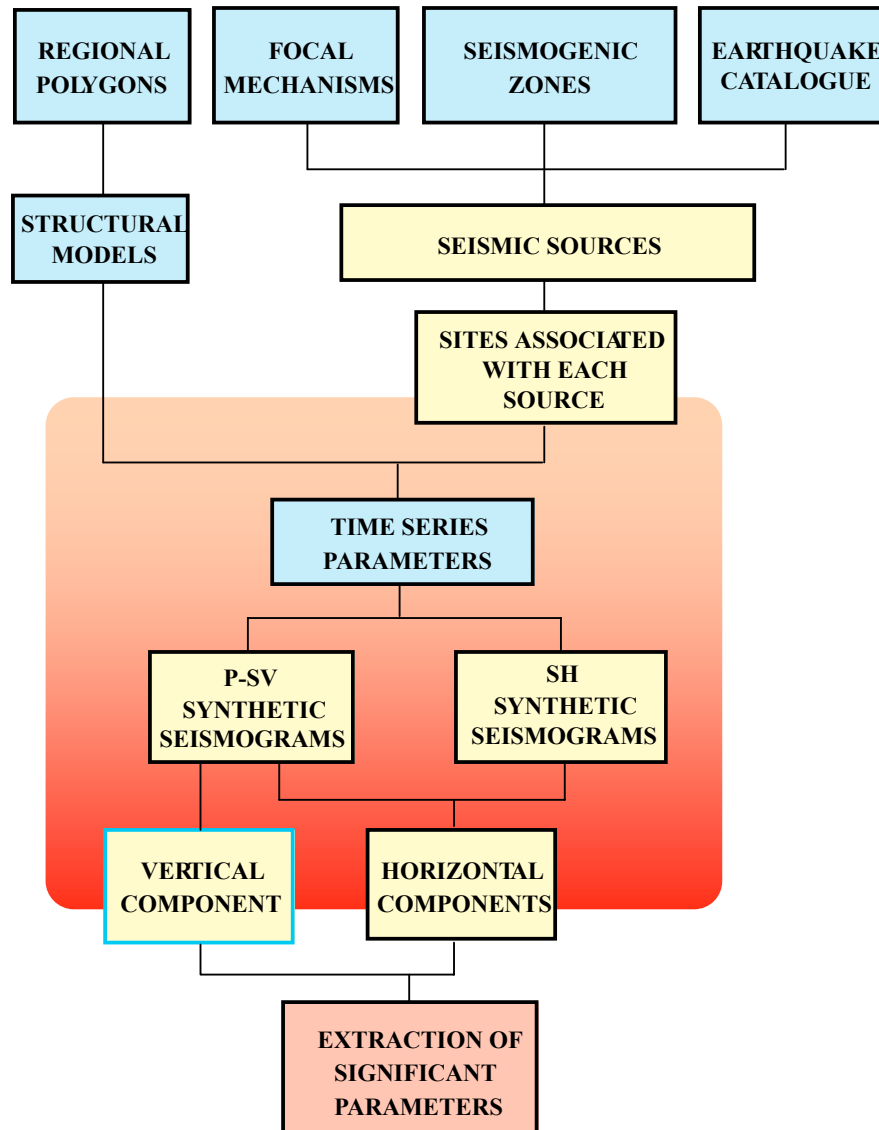 REGIONAL
POLYGONS
FOCAL
MECHANISMS
SEISMOGENIC
ZONES
EARTHQUAKE
CATALOGUE
STRUCTURAL
MODELS
SEISMIC SOURCES
SITES ASSOCIATED
WITH EACH
SOURCE
TIME SERIES
PARAMETERS
P-SV
SYNTHETIC
SEISMOGRAMS
SH
SYNTHETIC
SEISMOGRAMS
VERTICAL
COMPONENT
HORIZONTAL
COMPONENTS
EXTRACTION OF
SIGNIFICANT
PARAMETERS